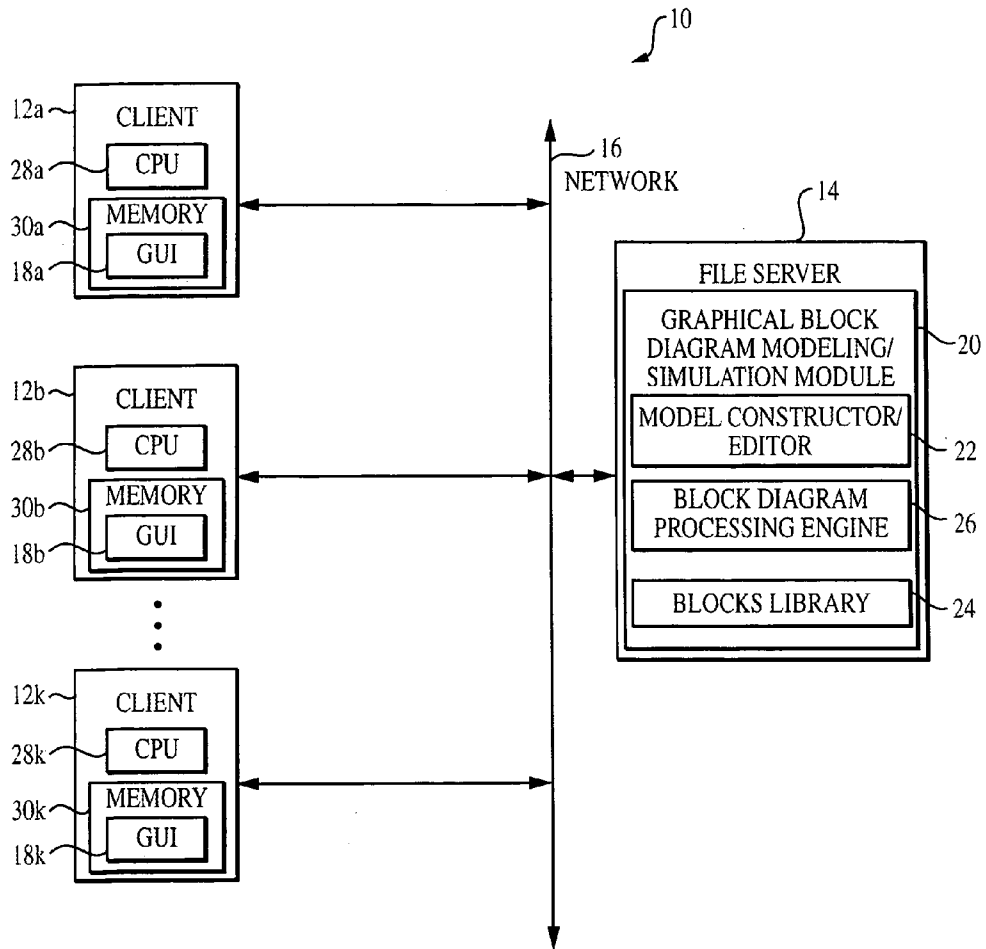 10
12a
CLIENT
28a
CPU
30a
MEMORY
18a
GUI
16
NETWORK
14
FILE SERVER
GRAPHICAL BLOCK
DIAGRAM MODELING/
SIMULATION MODULE
20
MODEL CONSTRUCTOR/
EDITOR
22
BLOCK DIAGRAM
PROCESSING ENGINE
26
BLOCKS LIBRARY
24
12b
CLIENT
28b
CPU
30b
MEMORY
18b
GUI
12k
CLIENT
28k
CPU
30k
MEMORY
18k
GUI